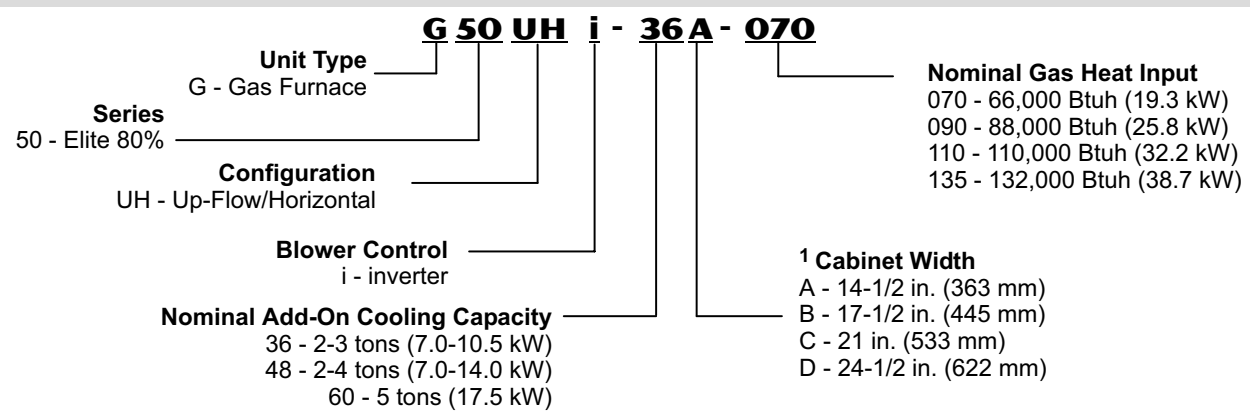 G 50 UH i - 36 A - 070
Unit Type
G - Gas Furnace
Series
50 - Elite 80%
Configuration
UH - Up-Flow/Horizontal
Blower Control
i - inverter
Nominal Add-On Cooling Capacity
36 - 2-3 tons (7.0-10.5 kW)
48 - 2-4 tons (7.0-14.0 kW)
60 - 5 tons (17.5 kW)
Nominal Gas Heat Input
070 - 66,000 Btuh (19.3 kW)
090 - 88,000 Btuh (25.8 kW)
110 - 110,000 Btuh (32.2 kW)
135 - 132,000 Btuh (38.7 kW)
1 Cabinet Width
A - 14-1/2 in. (363 mm)
B - 17-1/2 in. (445 mm)
C - 21 in. (533 mm)
D - 24-1/2 in. (622 mm)